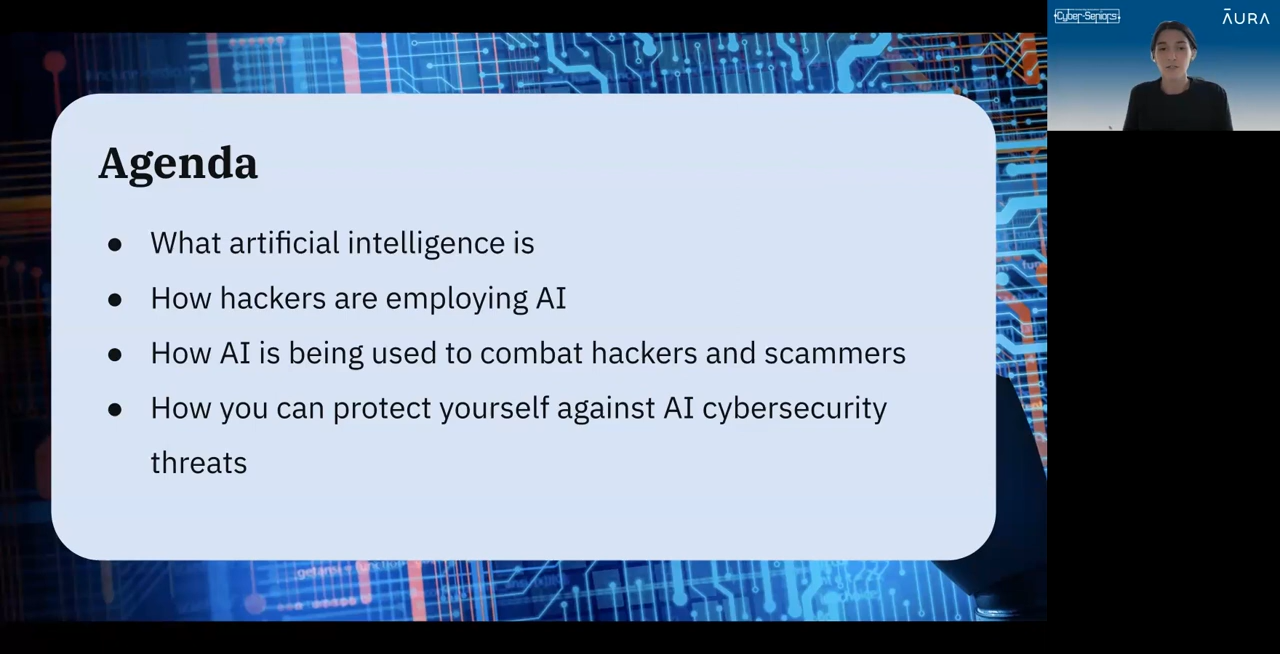 Agenda
● What artificial intelligence is
● How hackers are employing AI
● How AI is being used to combat hackers and scammers
● How you can protect yourself against AI cybersecurity
threats
Cyber-Seniors
ĀURA